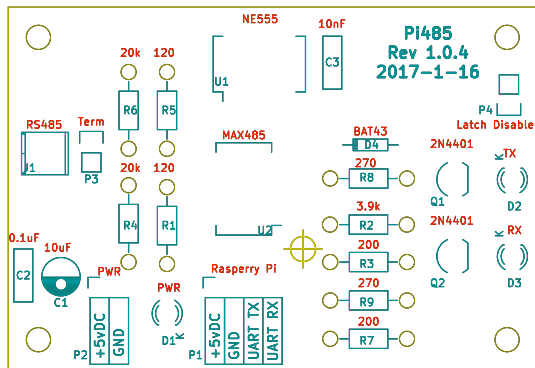 NE555
10nF
Pi485
Rev 1.0.4
2017-1-16
20k
120
U1
C3
R6
R5
P4
Latch Disable
RS485
Term
MAX485
BAT43
D4
2N4401
K
TX
J1
P3
20k
120
270
R8
Q1
D2
3.9k
R4
R1
U2
R2
2N4401
K
RX
0.1uF
10uF
200
R3
C2
C1
PWR
PWR
Rasperry Pi
270
R9
Q2
D3
+5vDC
GND
P2
D1
K
P1
+5vDC
GND
UART TX
UART RX
200
R7